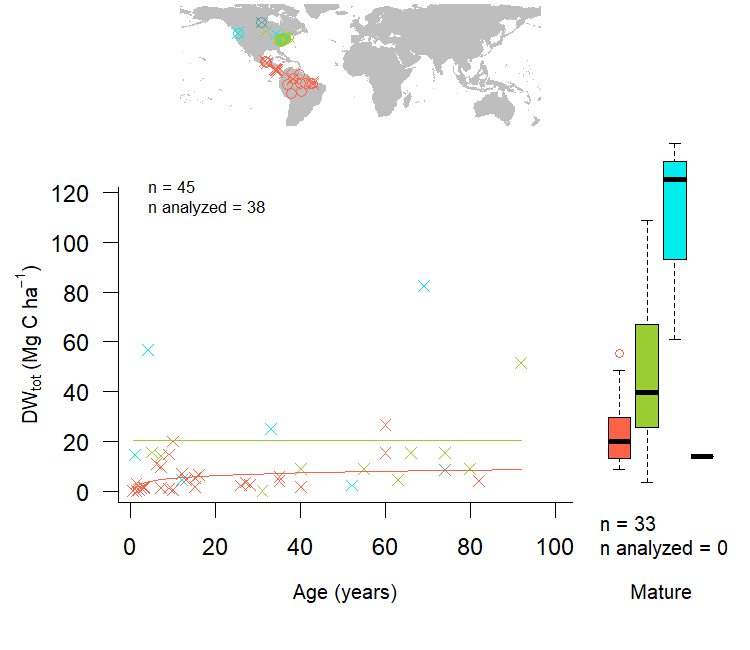 n = 45
n analyzed = 38
DWtot (Mg C ha⁻¹)
120
100
80
60
40
20
0
0 20 40 60 80 100
Age (years)
n = 33
n analyzed = 0
Mature